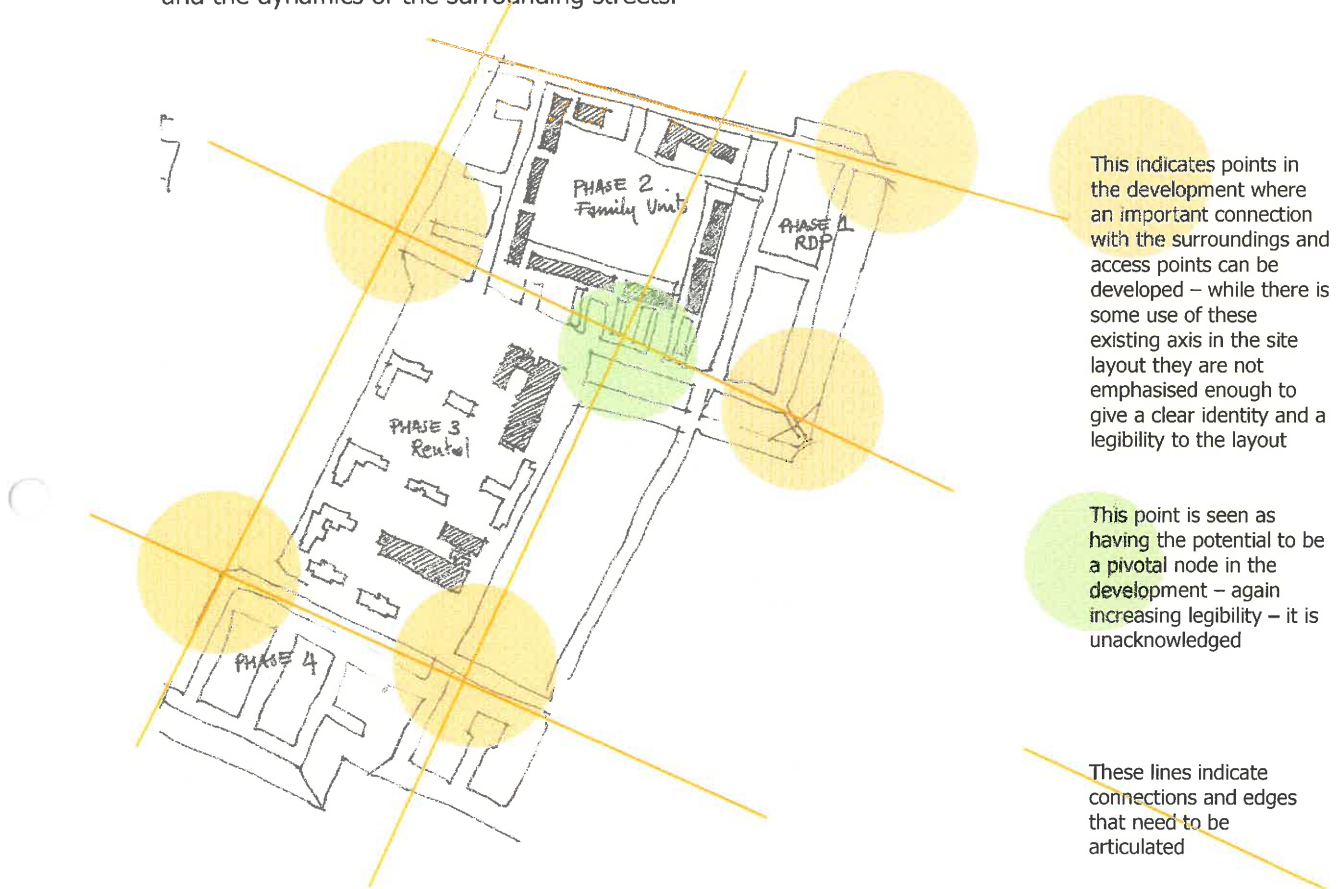 and the dynamics of the surrounding streets.
PHASE 2.
Family Units
PHASE 1
RDP
PHASE 3
Rental
PHASE 4
This indicates points in
the development where
an important connection
with the surroundings and
access points can be
developed – while there is
some use of these
existing axis in the site
layout they are not
emphasised enough to
give a clear identity and a
legibility to the layout
This point is seen as
having the potential to be
a pivotal node in the
development – again
increasing legibility – it is
unacknowledged
These lines indicate
connections and edges
that need to be
articulated